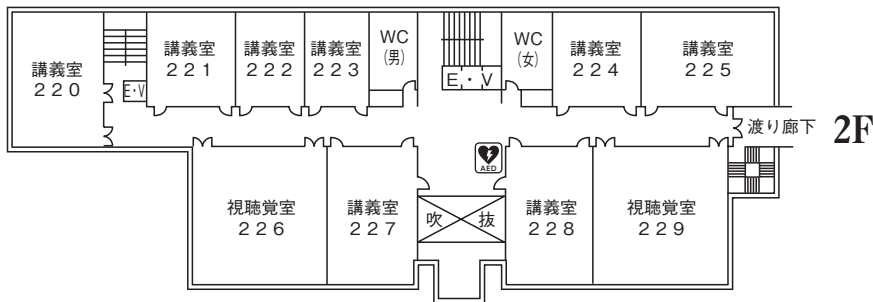 講義室
220
E・V
講義室
221
講義室
222
講義室
223
WC
(男)
E・V
WC
(女)
講義室
224
講義室
225
渡り廊下
2F
AED
視聴覚室
226
講義室
227
吹抜
講義室
228
視聴覚室
229